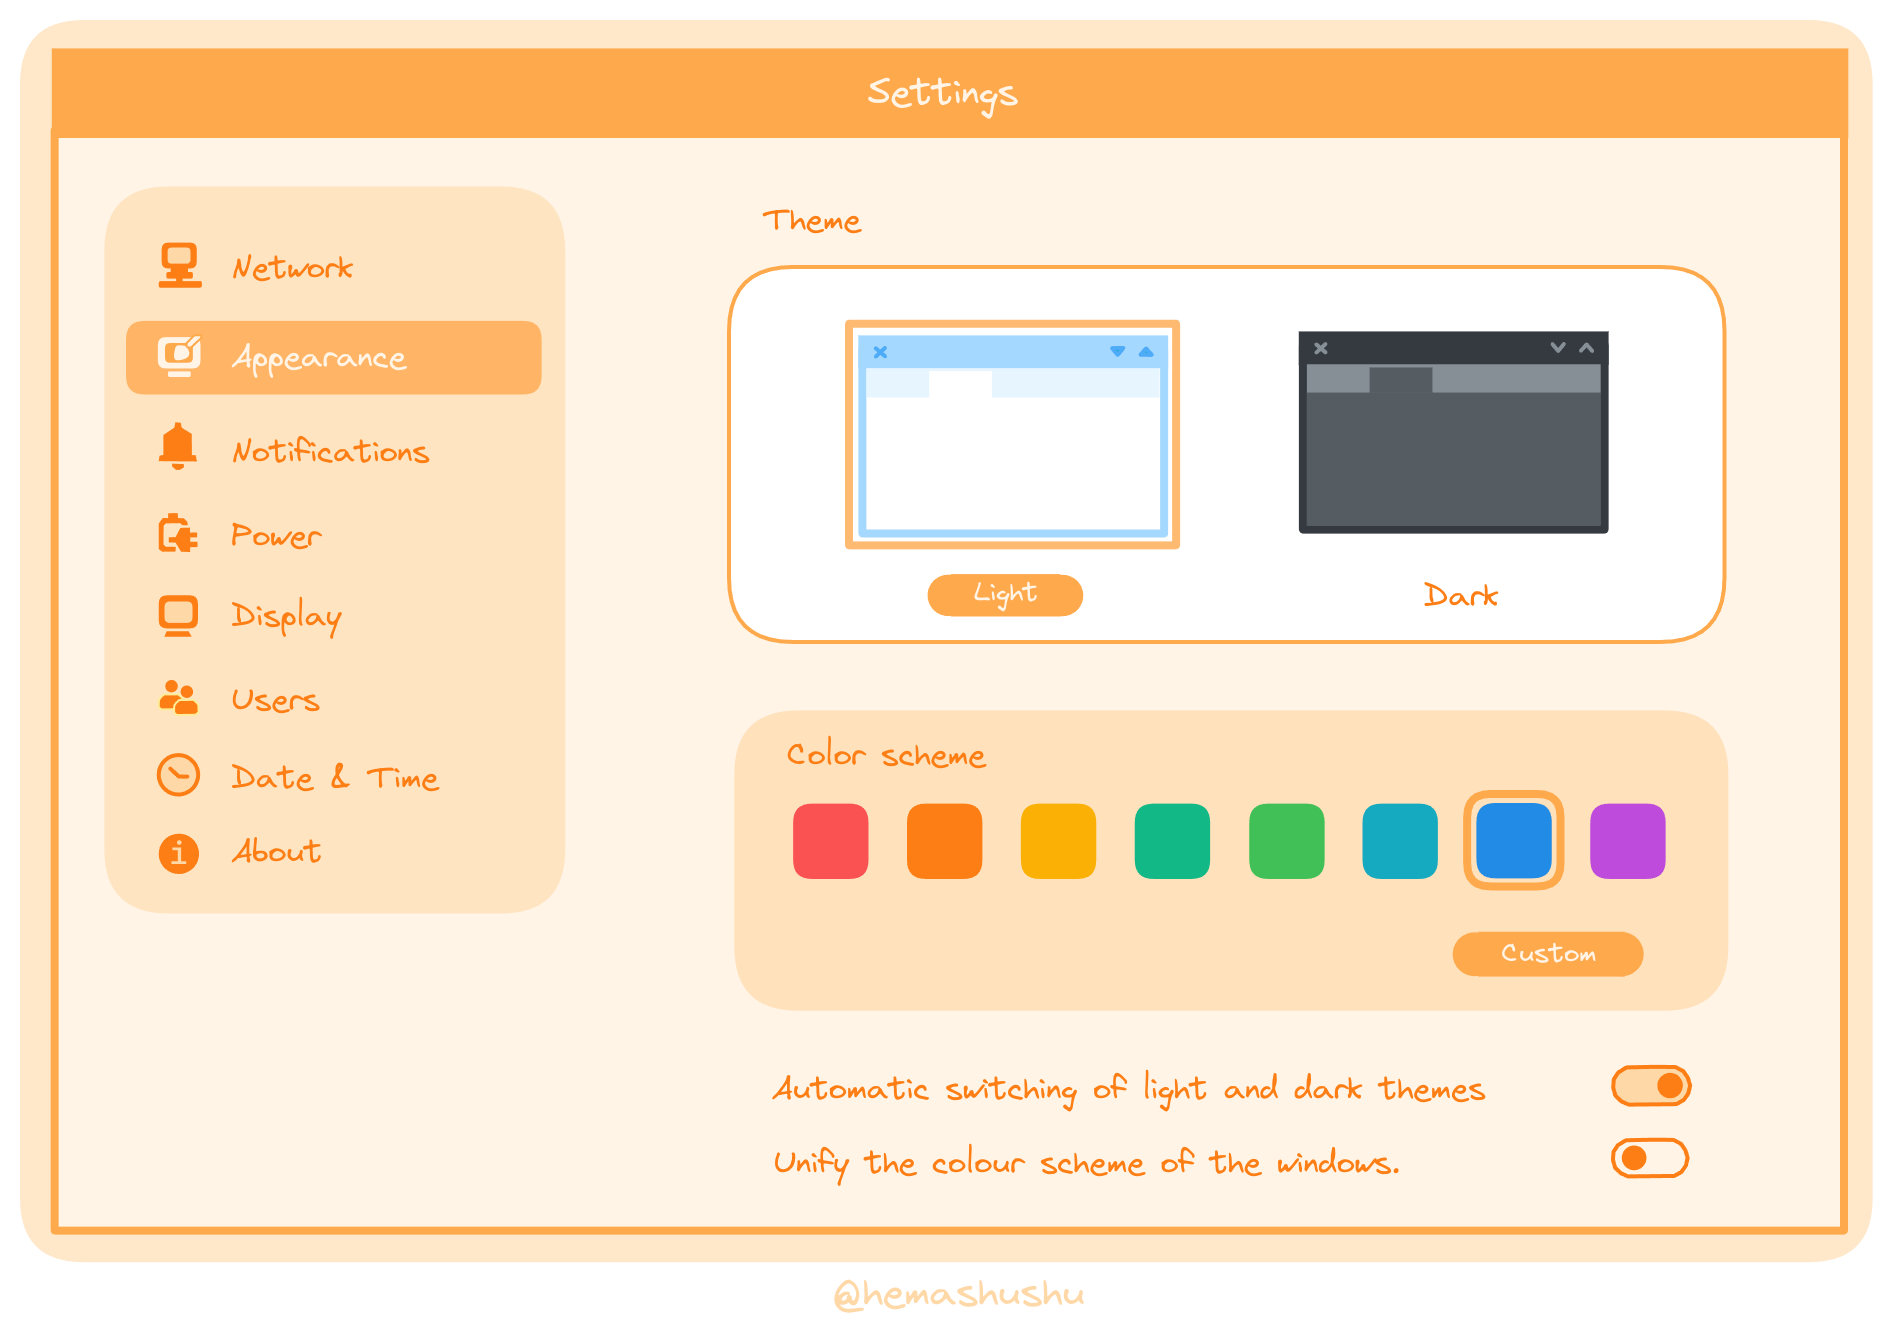 Settings
Network
Appearance
Notifications
Power
Display
Users
Date & Time
About
Theme
Light
Dark
Color scheme
Custom
Automatic switching of light and dark themes
Unify the colour scheme of the windows.
@hemashushu